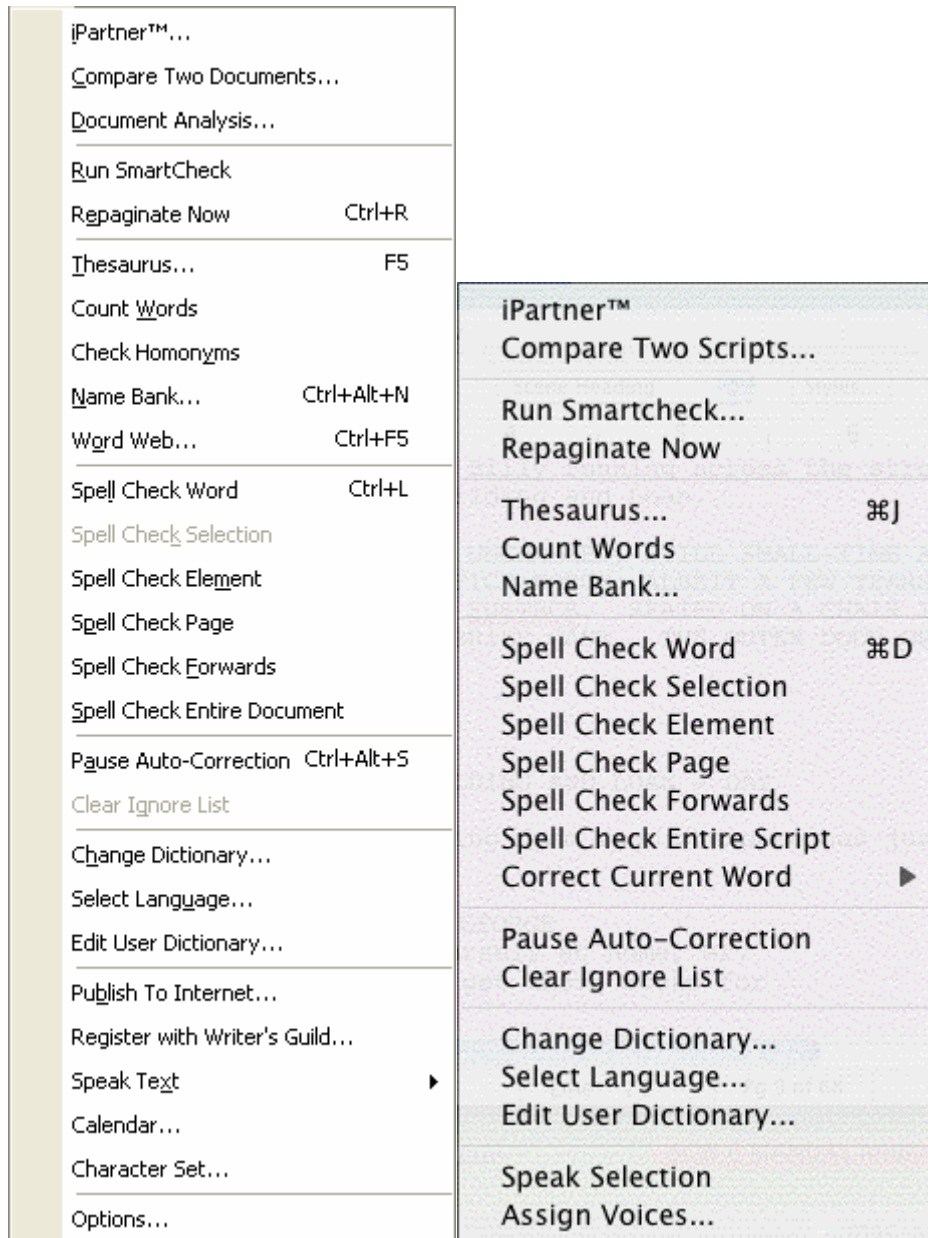 iPartner™...
Compare Two Documents...
Document Analysis...
Run SmartCheck
Repaginate Now Ctrl+R
Thesaurus... F5
Count Words
Check Homonyms
Name Bank... Ctrl+Alt+N
Word Web... Ctrl+F5
Spell Check Word Ctrl+L
Spell Check Selection
Spell Check Element
Spell Check Page
Spell Check Forwards
Spell Check Entire Document
Pause Auto-Correction Ctrl+Alt+S
Clear Ignore List
Change Dictionary...
Select Language...
Edit User Dictionary...
Publish To Internet...
Register with Writer's Guild...
Speak Text
Calendar...
Character Set...
Options...
iPartner™
Compare Two Scripts...
Run Smartcheck...
Repaginate Now
Thesaurus... ⌘J
Count Words
Name Bank...
Spell Check Word ⌘D
Spell Check Selection
Spell Check Element
Spell Check Page
Spell Check Forwards
Spell Check Entire Script
Correct Current Word
Pause Auto-Correction
Clear Ignore List
Change Dictionary...
Select Language...
Edit User Dictionary...
Speak Selection
Assign Voices...